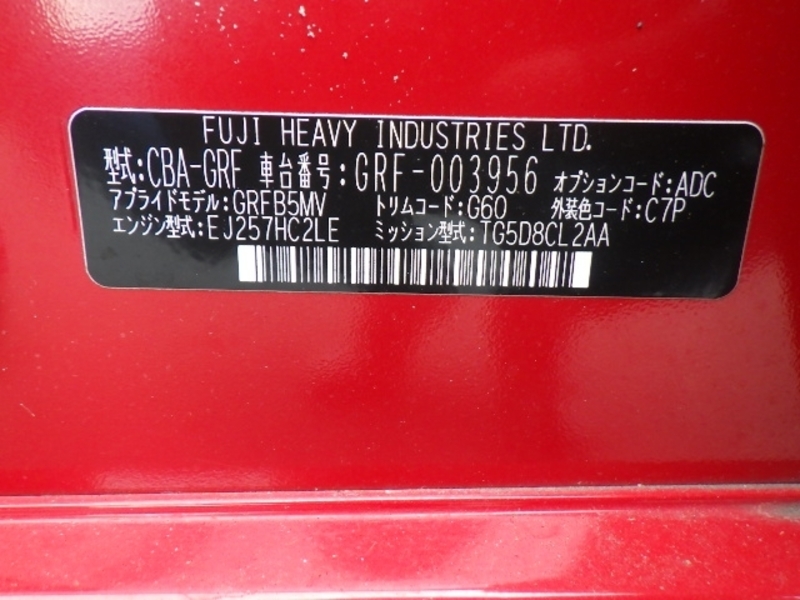 FUJI HEAVY INDUSTRIES LTD.
型式:CBA-GRF 車台番号:GRF-003956 オプションコード:ADC
アプライドモデル:GRFB5MV トリムコード:G60 外装色コード:C7P
エンジン型式:EJ257HC2LE ミッション型式:TG5D8CL2AA